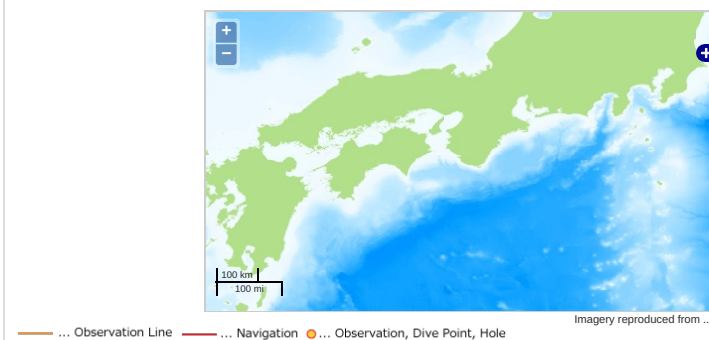 +
−
100 km
100 mi
Imagery reproduced from ..
... Observation Line ... Navigation ... Observation, Dive Point, Hole